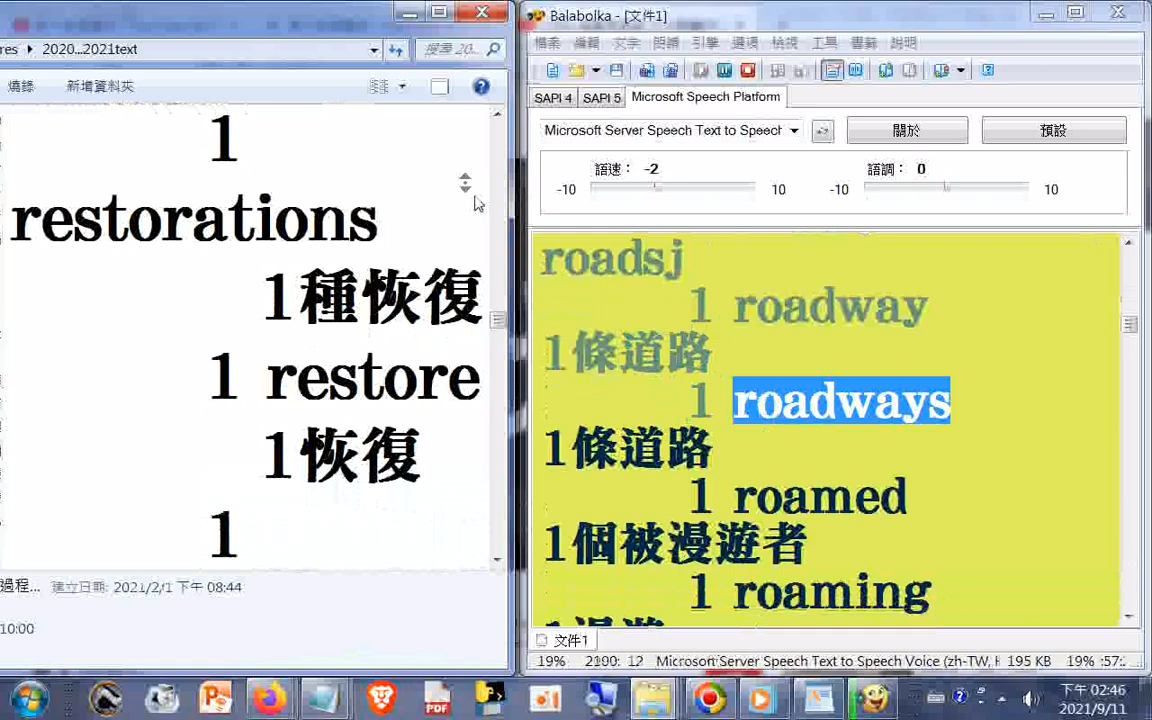 res ▸ 2020...2021text
搜尋 20...
燒錄 新增資料夾
1
restorations
1種恢復
1 restore
1恢復
1
過程... 建立日期: 2021/2/1 下午 08:44
10:00
Balabolka - [文件1]
檔案 編輯 文字 朗讀 引擎 選項 檢視 工具 書籤 說明
SAPI 4 SAPI 5 Microsoft Speech Platform
Microsoft Server Speech Text to Speech 關於 預設
語速： -2 語調： 0
-10 10 -10 10
roadsj
1 roadway
1條道路
1 roadways
1條道路
1 roamed
1個被漫遊者
1 roaming
1漫遊
文件1
19% 2190: 12 Microsoft Server Speech Text to Speech Voice (zh-TW, H 195 KB 19%
下午 02:46
2021/9/11